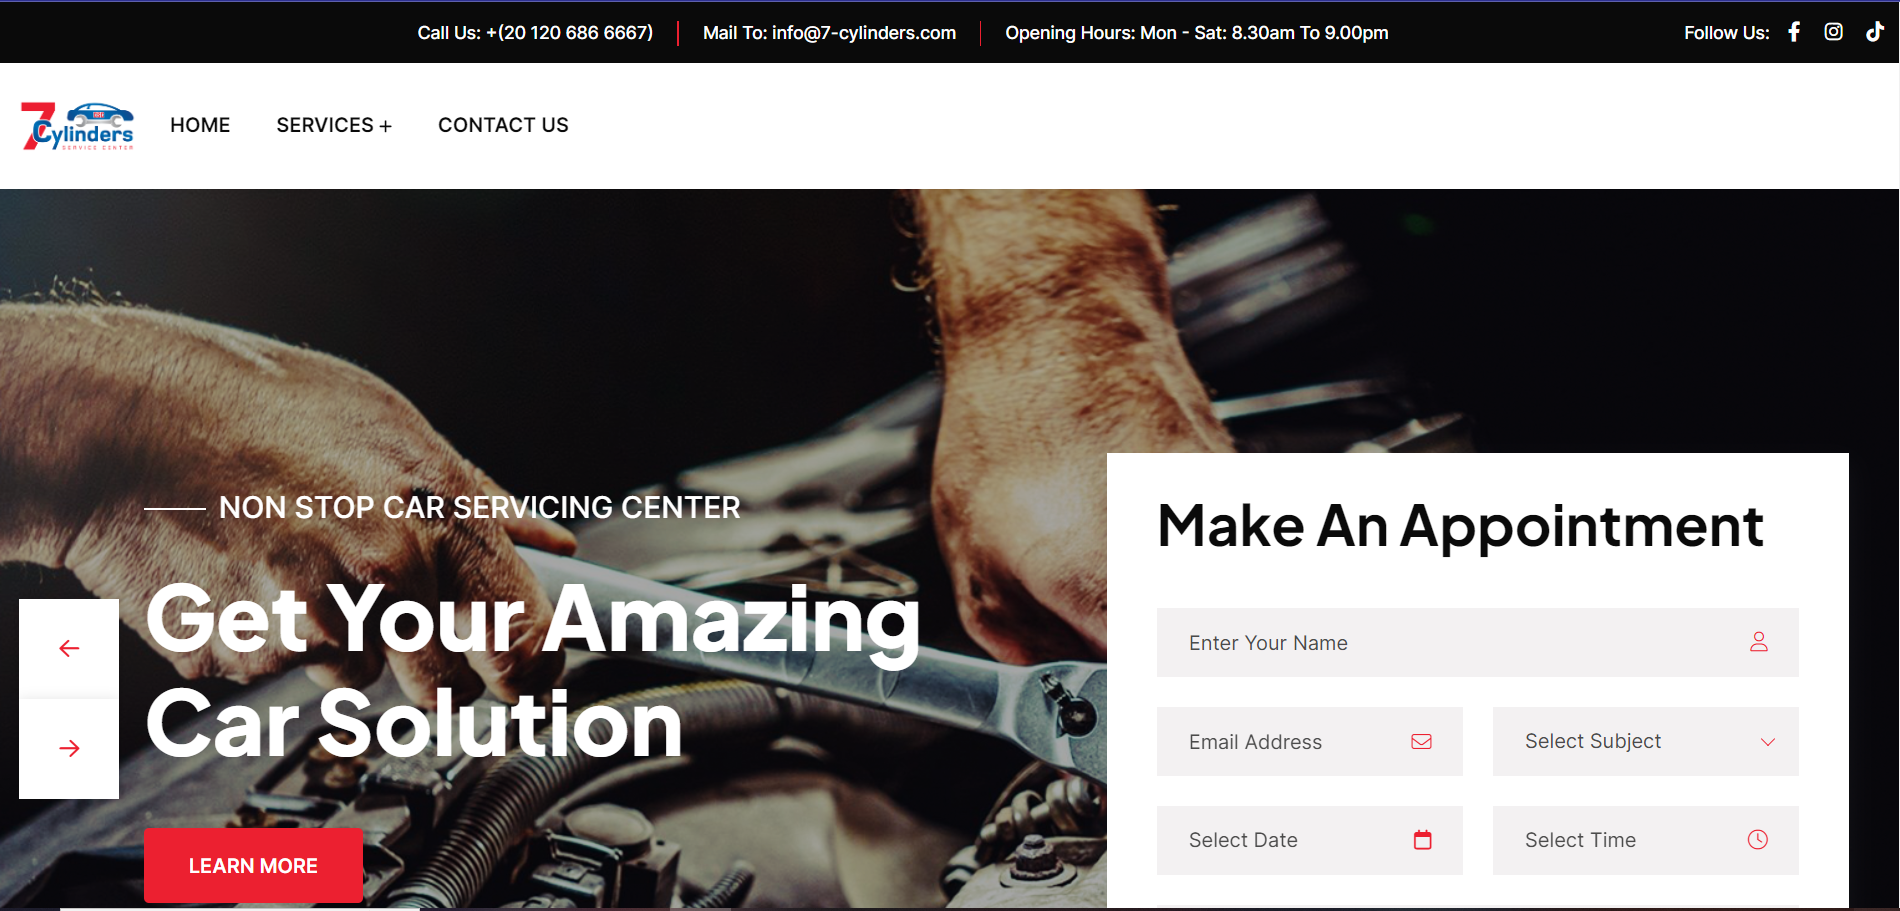 Call Us: +(20 120 686 6667)
Mail To: info@7-cylinders.com
Opening Hours: Mon - Sat: 8.30am To 9.00pm
Follow Us:
7 Cylinders
SERVICE CENTER
HOME
SERVICES +
CONTACT US
NON STOP CAR SERVICING CENTER
Get Your Amazing
Car Solution
LEARN MORE
Make An Appointment
Enter Your Name
Email Address
Select Subject
Select Date
Select Time